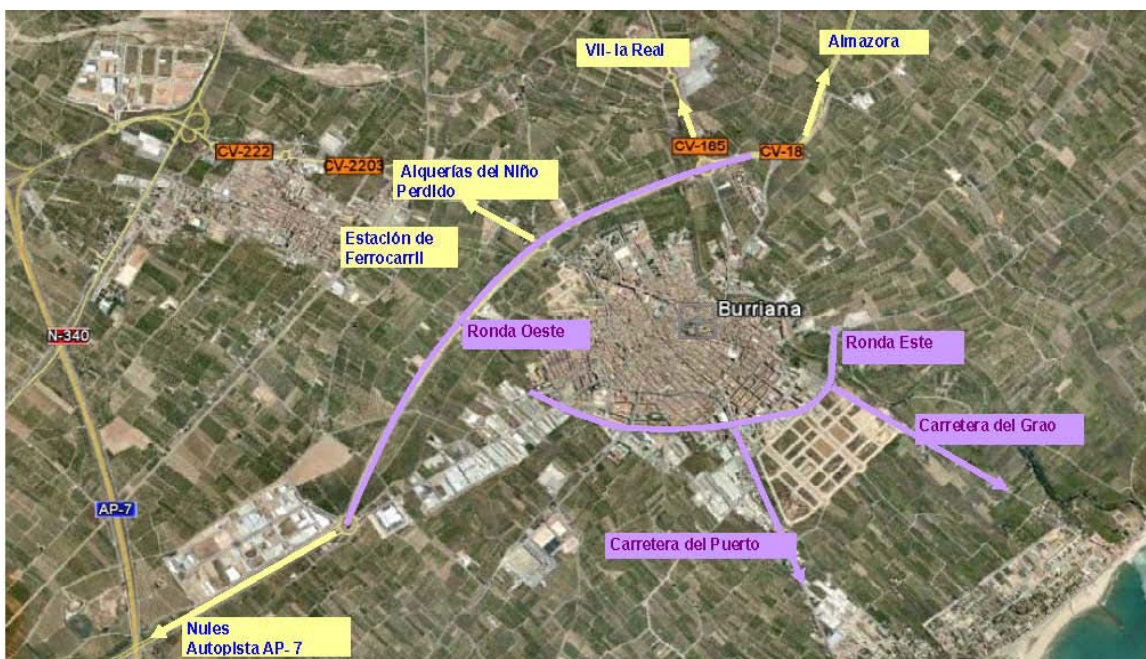 Almazora
Vil- la Real
CV-185
CV-18
CV-222
CV-2203
Alquerías del Niño
Perdido
Estación de
Ferrocarril
Burriana
Ronda Oeste
N-340
Ronda Este
Carretera del Grao
AP-7
Carretera del Puerto
Nules
Autopista AP- 7